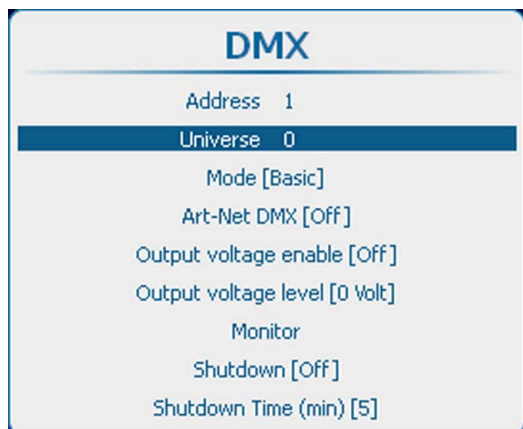 DMX
Address 1
Universe 0
Mode [Basic]
Art-Net DMX [Off]
Output voltage enable [Off]
Output voltage level [0 Volt]
Monitor
Shutdown [Off]
Shutdown Time (min) [5]